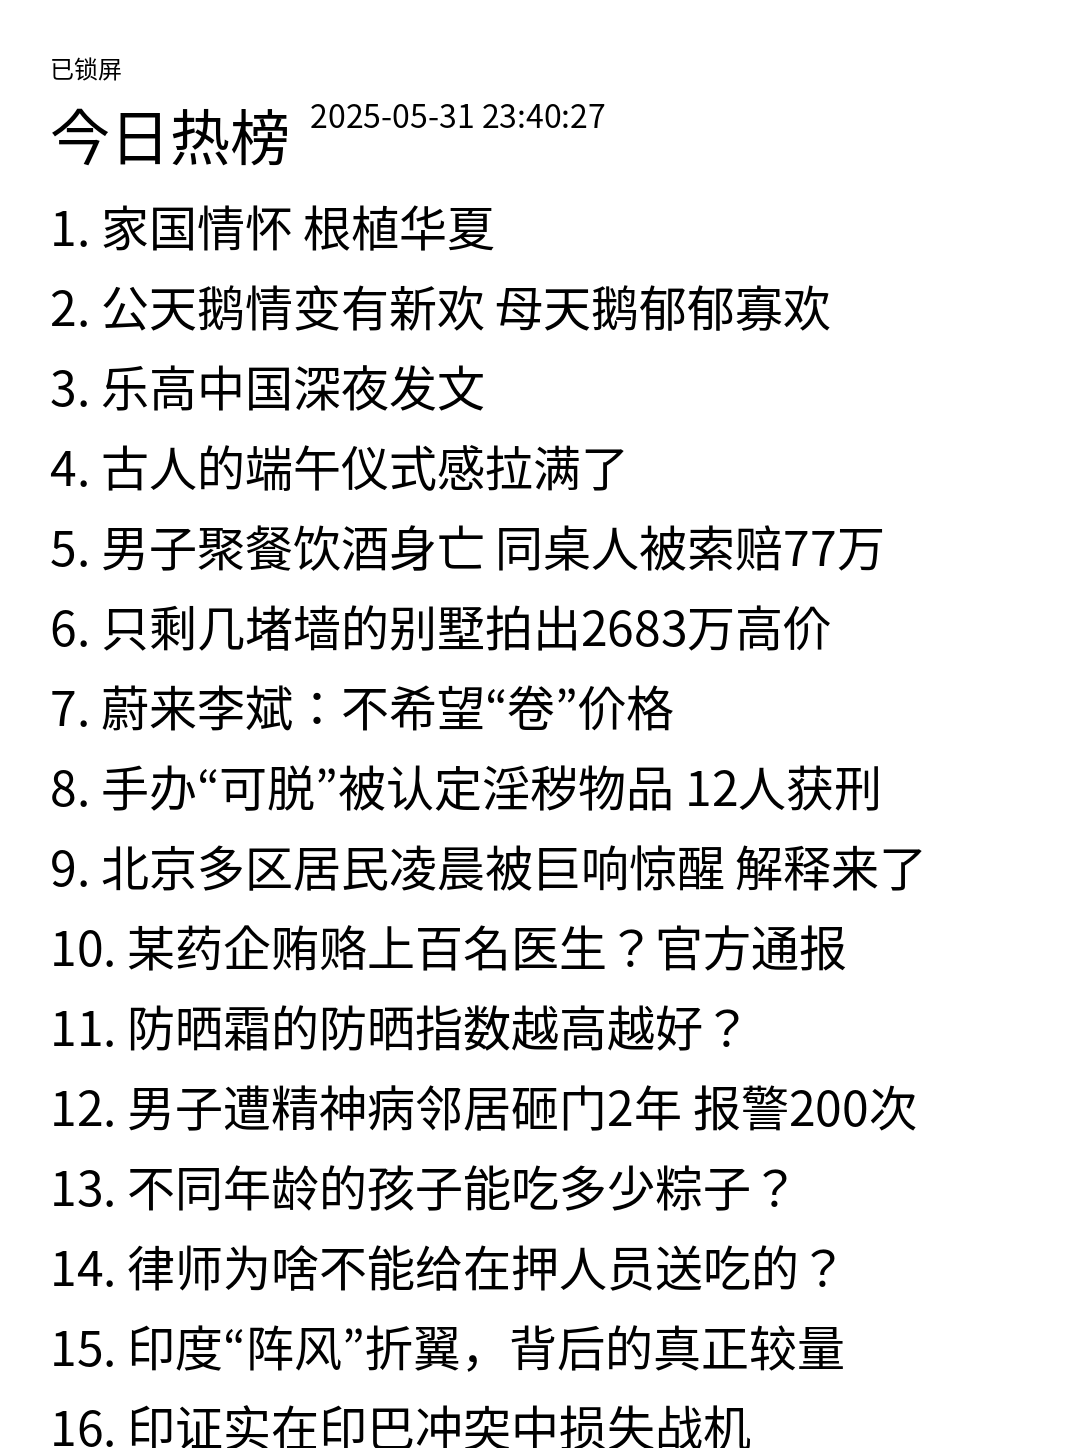 已锁屏
今日热榜 2025-05-31 23:40:27
1. 家国情怀 根植华夏
2. 公天鹅情变有新欢 母天鹅郁郁寡欢
3. 乐高中国深夜发文
4. 古人的端午仪式感拉满了
5. 男子聚餐饮酒身亡 同桌人被索赔77万
6. 只剩几堵墙的别墅拍出2683万高价
7. 蔚来李斌：不希望“卷”价格
8. 手办“可脱”被认定淫秽物品 12人获刑
9. 北京多区居民凌晨被巨响惊醒 解释来了
10. 某药企贿赂上百名医生？官方通报
11. 防晒霜的防晒指数越高越好？
12. 男子遭精神病邻居砸门2年 报警200次
13. 不同年龄的孩子能吃多少粽子？
14. 律师为啥不能给在押人员送吃的？
15. 印度“阵风”折翼，背后的真正较量
16. 印证实在印巴冲突中损失战机